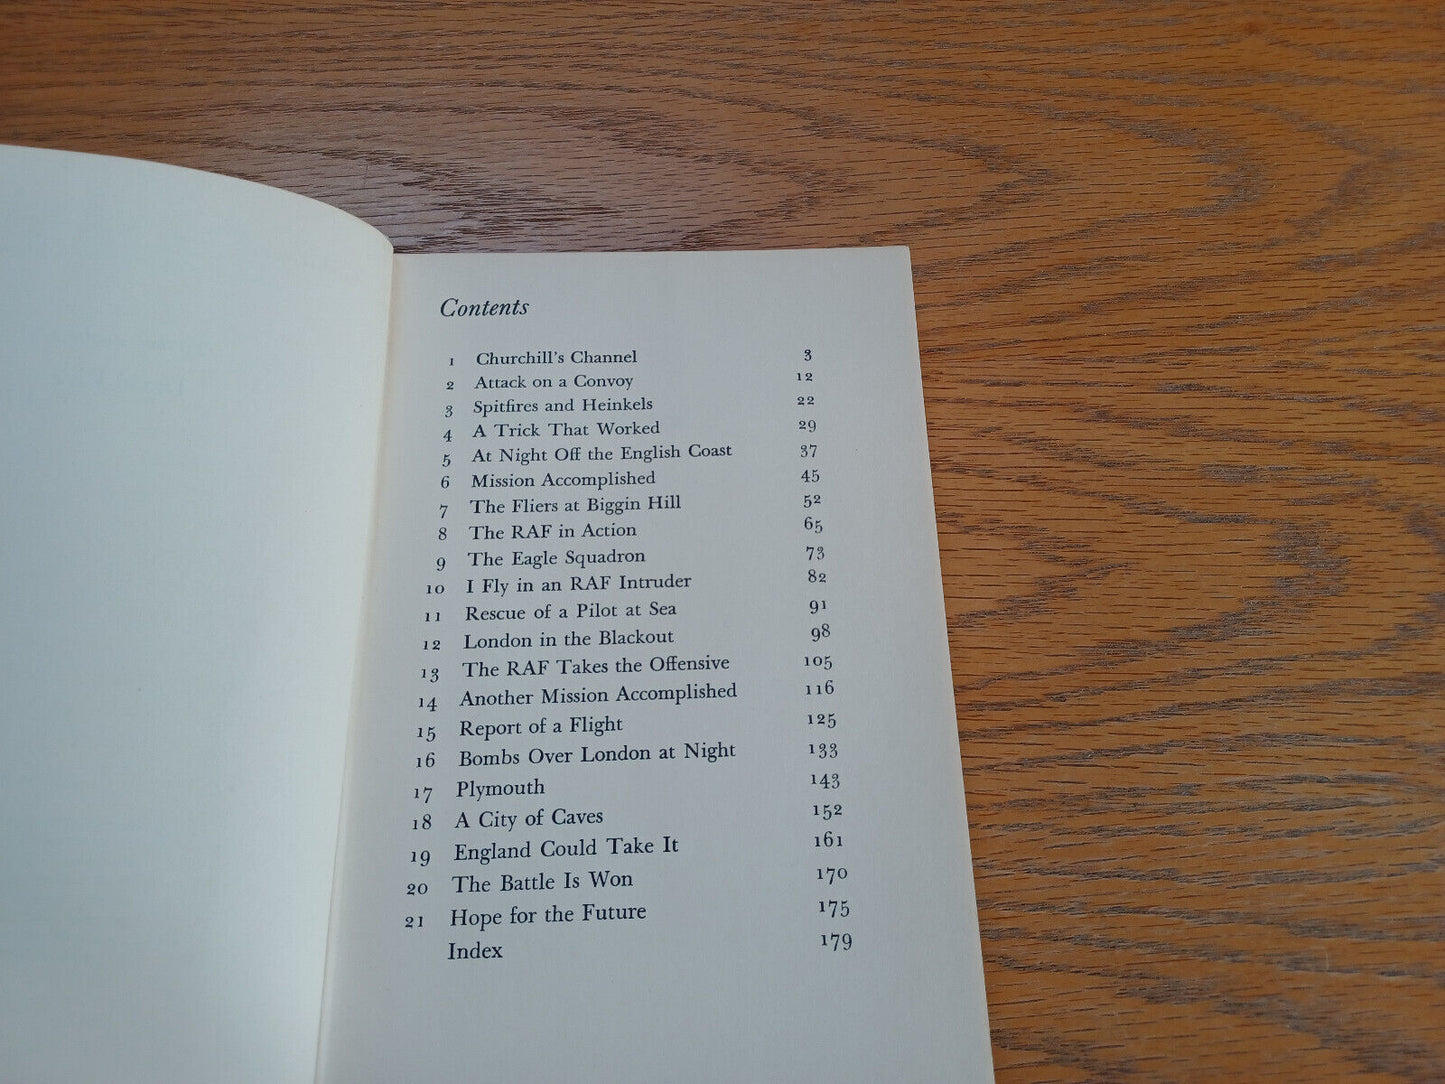 Contents
1 Churchill's Channel 3
2 Attack on a Convoy 12
3 Spitfires and Heinkels 22
4 A Trick That Worked 29
5 At Night Off the English Coast 37
6 Mission Accomplished 45
7 The Fliers at Biggin Hill 52
8 The RAF in Action 65
9 The Eagle Squadron 73
10 I Fly in an RAF Intruder 82
11 Rescue of a Pilot at Sea 91
12 London in the Blackout 98
13 The RAF Takes the Offensive 105
14 Another Mission Accomplished 116
15 Report of a Flight 125
16 Bombs Over London at Night 133
17 Plymouth 143
18 A City of Caves 152
19 England Could Take It 161
20 The Battle Is Won 170
21 Hope for the Future 175
Index 179